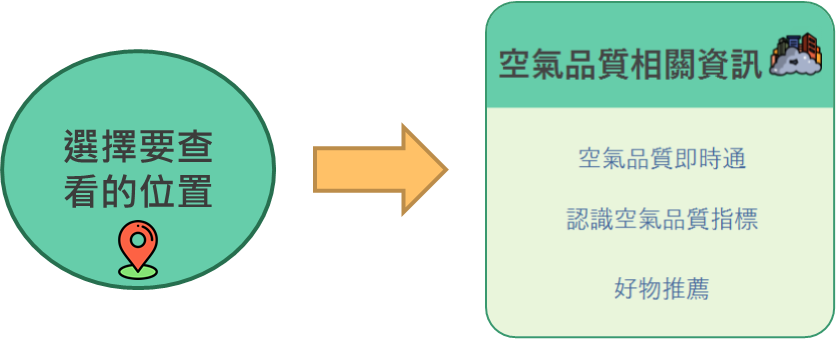 選擇要查
看的位置
空氣品質相關資訊
空氣品質即時通
認識空氣品質指標
好物推薦